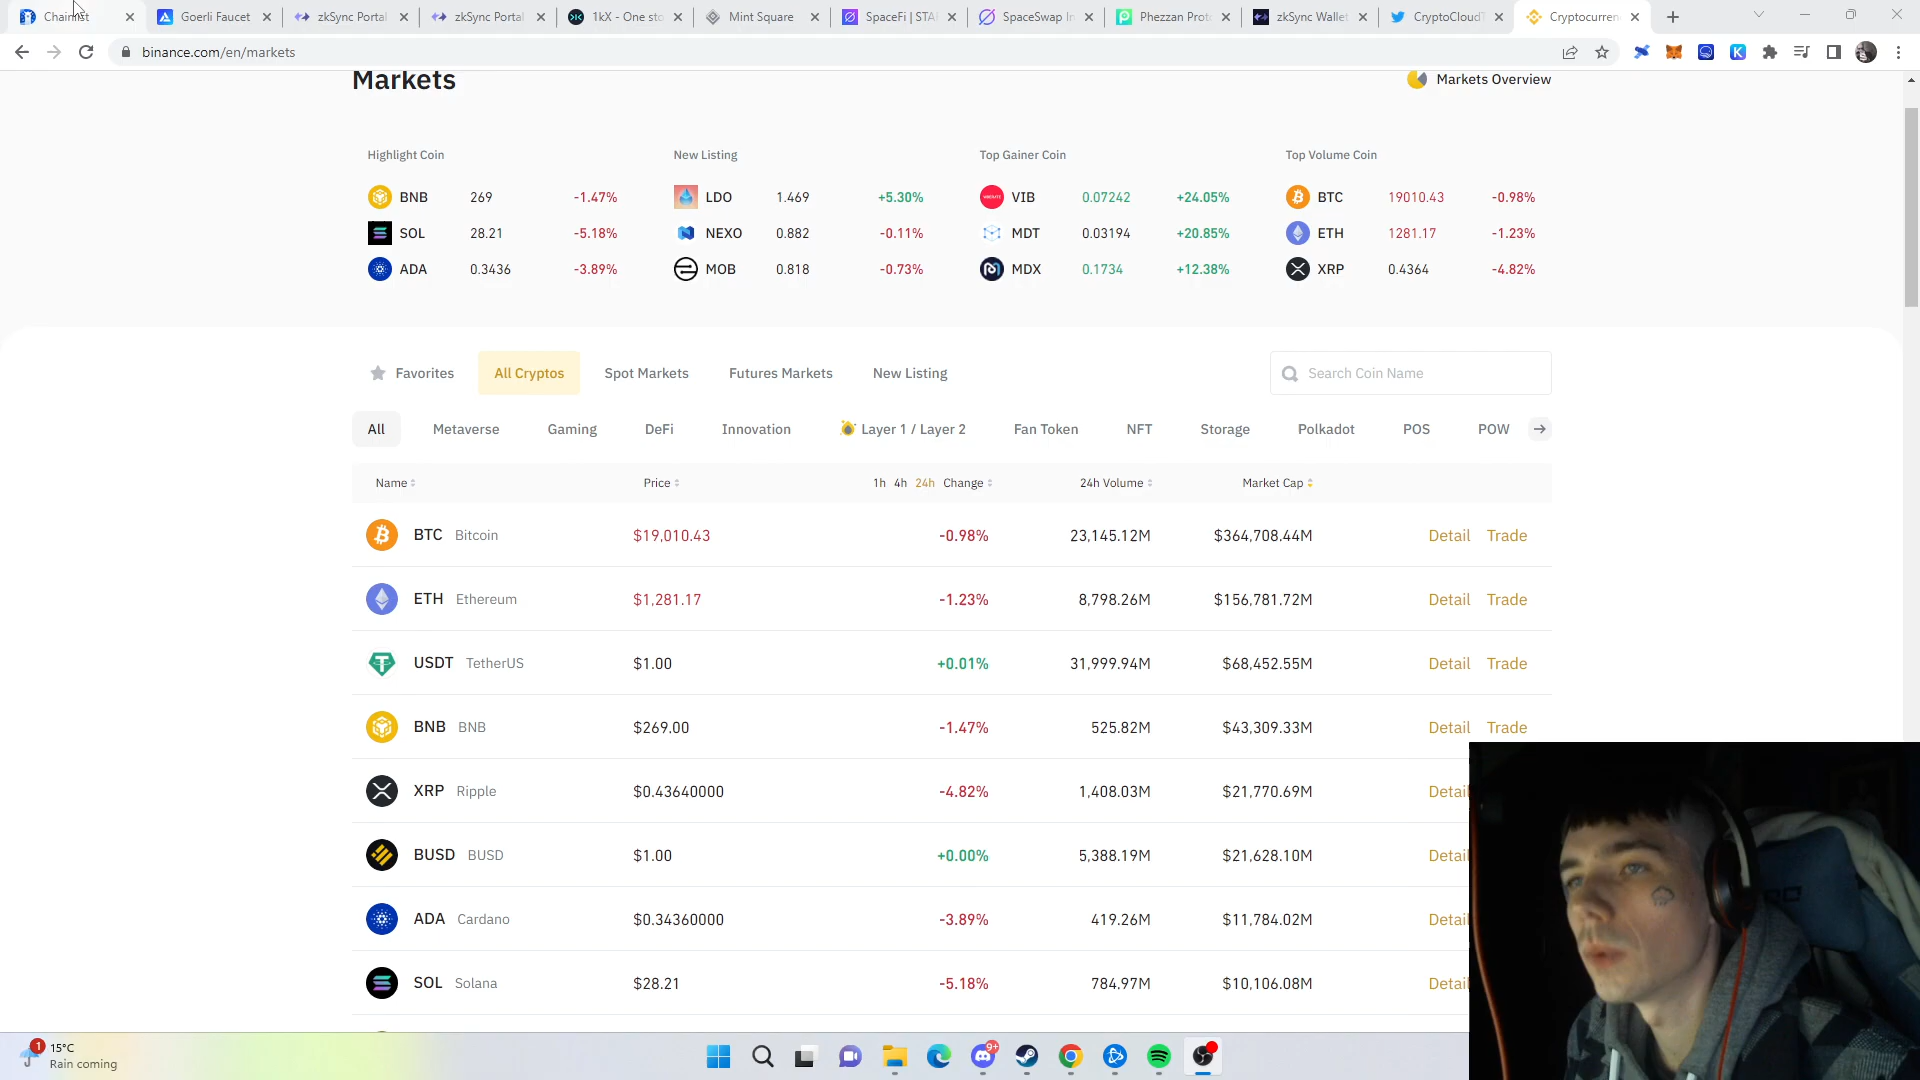 Chainlist
Goerli Faucet
zkSync Portal
zkSync Portal
1kX - One sto
Mint Square
SpaceFi | STA
SpaceSwap In
Phezzan Proto
zkSync Wallet
CryptoCloudT
Cryptocurren
binance.com/en/markets
Markets
Markets Overview
Highlight Coin
New Listing
Top Gainer Coin
Top Volume Coin
BNB 269 -1.47%
LDO 1.469 +5.30%
VIB 0.07242 +24.05%
BTC 19010.43 -0.98%
SOL 28.21 -5.18%
NEXO 0.882 -0.11%
MDT 0.03194 +20.85%
ETH 1281.17 -1.23%
ADA 0.3436 -3.89%
MOB 0.818 -0.73%
MDX 0.1734 +12.38%
XRP 0.4364 -4.82%
Favorites All Cryptos Spot Markets Futures Markets New Listing
Search Coin Name
All Metaverse Gaming DeFi Innovation Layer 1 / Layer 2 Fan Token NFT Storage Polkadot POS POW
Name Price 1h 4h 24h Change 24h Volume Market Cap
BTC Bitcoin $19,010.43 -0.98% 23,145.12M $364,708.44M Detail Trade
ETH Ethereum $1,281.17 -1.23% 8,798.26M $156,781.72M Detail Trade
USDT TetherUS $1.00 +0.01% 31,999.94M $68,452.55M Detail Trade
BNB BNB $269.00 -1.47% 525.82M $43,309.33M Detail Trade
XRP Ripple $0.43640000 -4.82% 1,408.03M $21,770.69M Detail
BUSD BUSD $1.00 +0.00% 5,388.19M $21,628.10M Detail
ADA Cardano $0.34360000 -3.89% 419.26M $11,784.02M Detail
SOL Solana $28.21 -5.18% 784.97M $10,106.08M Detail
1 15°C
Rain coming
9+